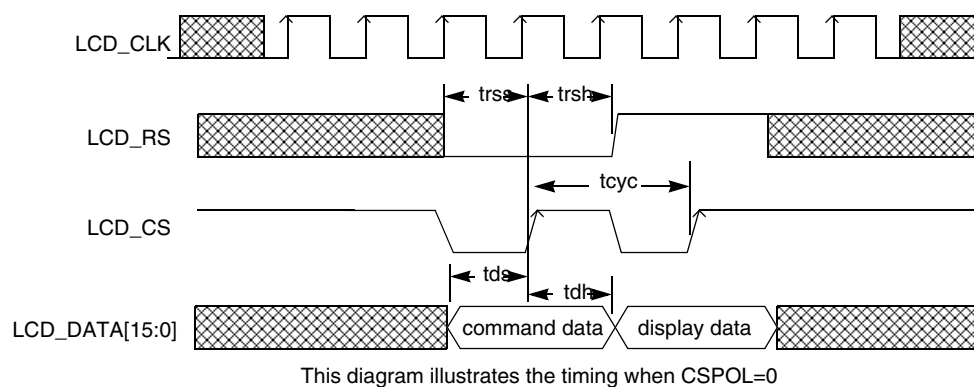 LCD_CLK
trss trsh
LCD_RS
tcyc
LCD_CS
tds
tdh
LCD_DATA[15:0] command data display data
This diagram illustrates the timing when CSPOL=0